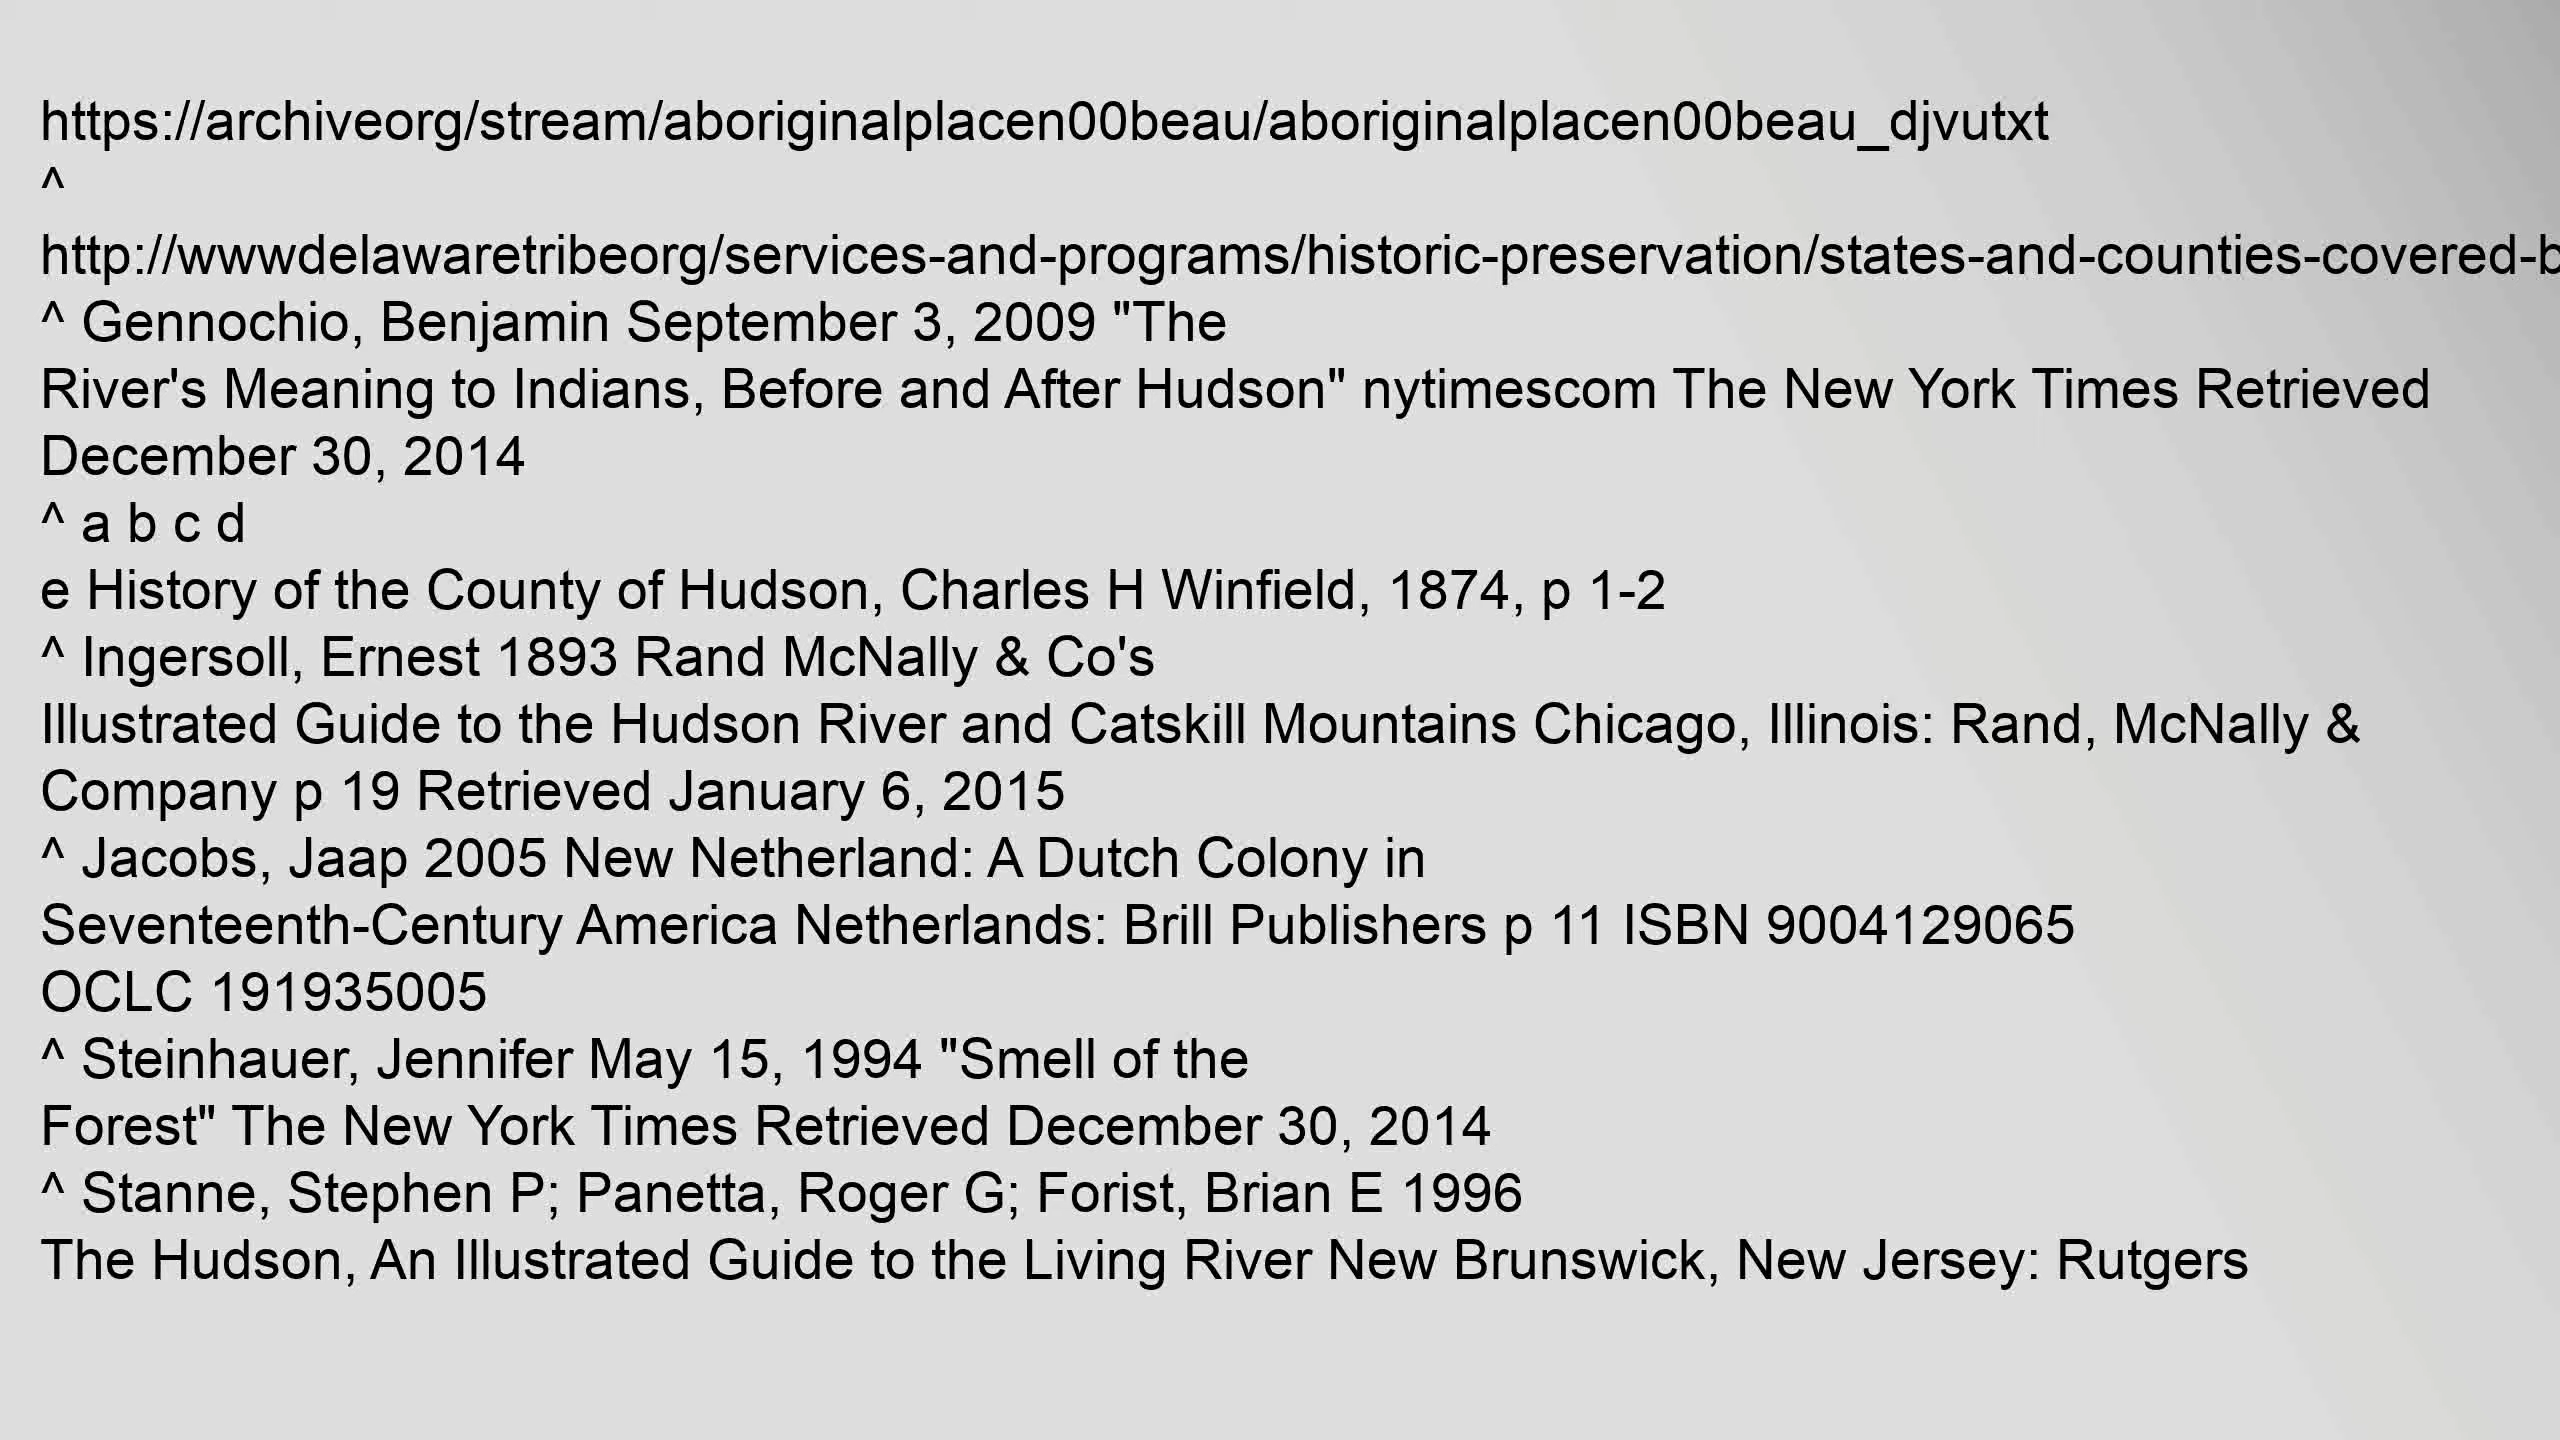 https://archiveorg/stream/aboriginalplacen00beau/aboriginalplacen00beau_djvutxt
^
http://wwwdelawaretribeorg/services-and-programs/historic-preservation/states-and-counties-covered-b
^ Gennochio, Benjamin September 3, 2009 "The
River's Meaning to Indians, Before and After Hudson" nytimescom The New York Times Retrieved
December 30, 2014
^ a b c d
e History of the County of Hudson, Charles H Winfield, 1874, p 1-2
^ Ingersoll, Ernest 1893 Rand McNally & Co's
Illustrated Guide to the Hudson River and Catskill Mountains Chicago, Illinois: Rand, McNally &
Company p 19 Retrieved January 6, 2015
^ Jacobs, Jaap 2005 New Netherland: A Dutch Colony in
Seventeenth-Century America Netherlands: Brill Publishers p 11 ISBN 9004129065
OCLC 191935005
^ Steinhauer, Jennifer May 15, 1994 "Smell of the
Forest" The New York Times Retrieved December 30, 2014
^ Stanne, Stephen P; Panetta, Roger G; Forist, Brian E 1996
The Hudson, An Illustrated Guide to the Living River New Brunswick, New Jersey: Rutgers